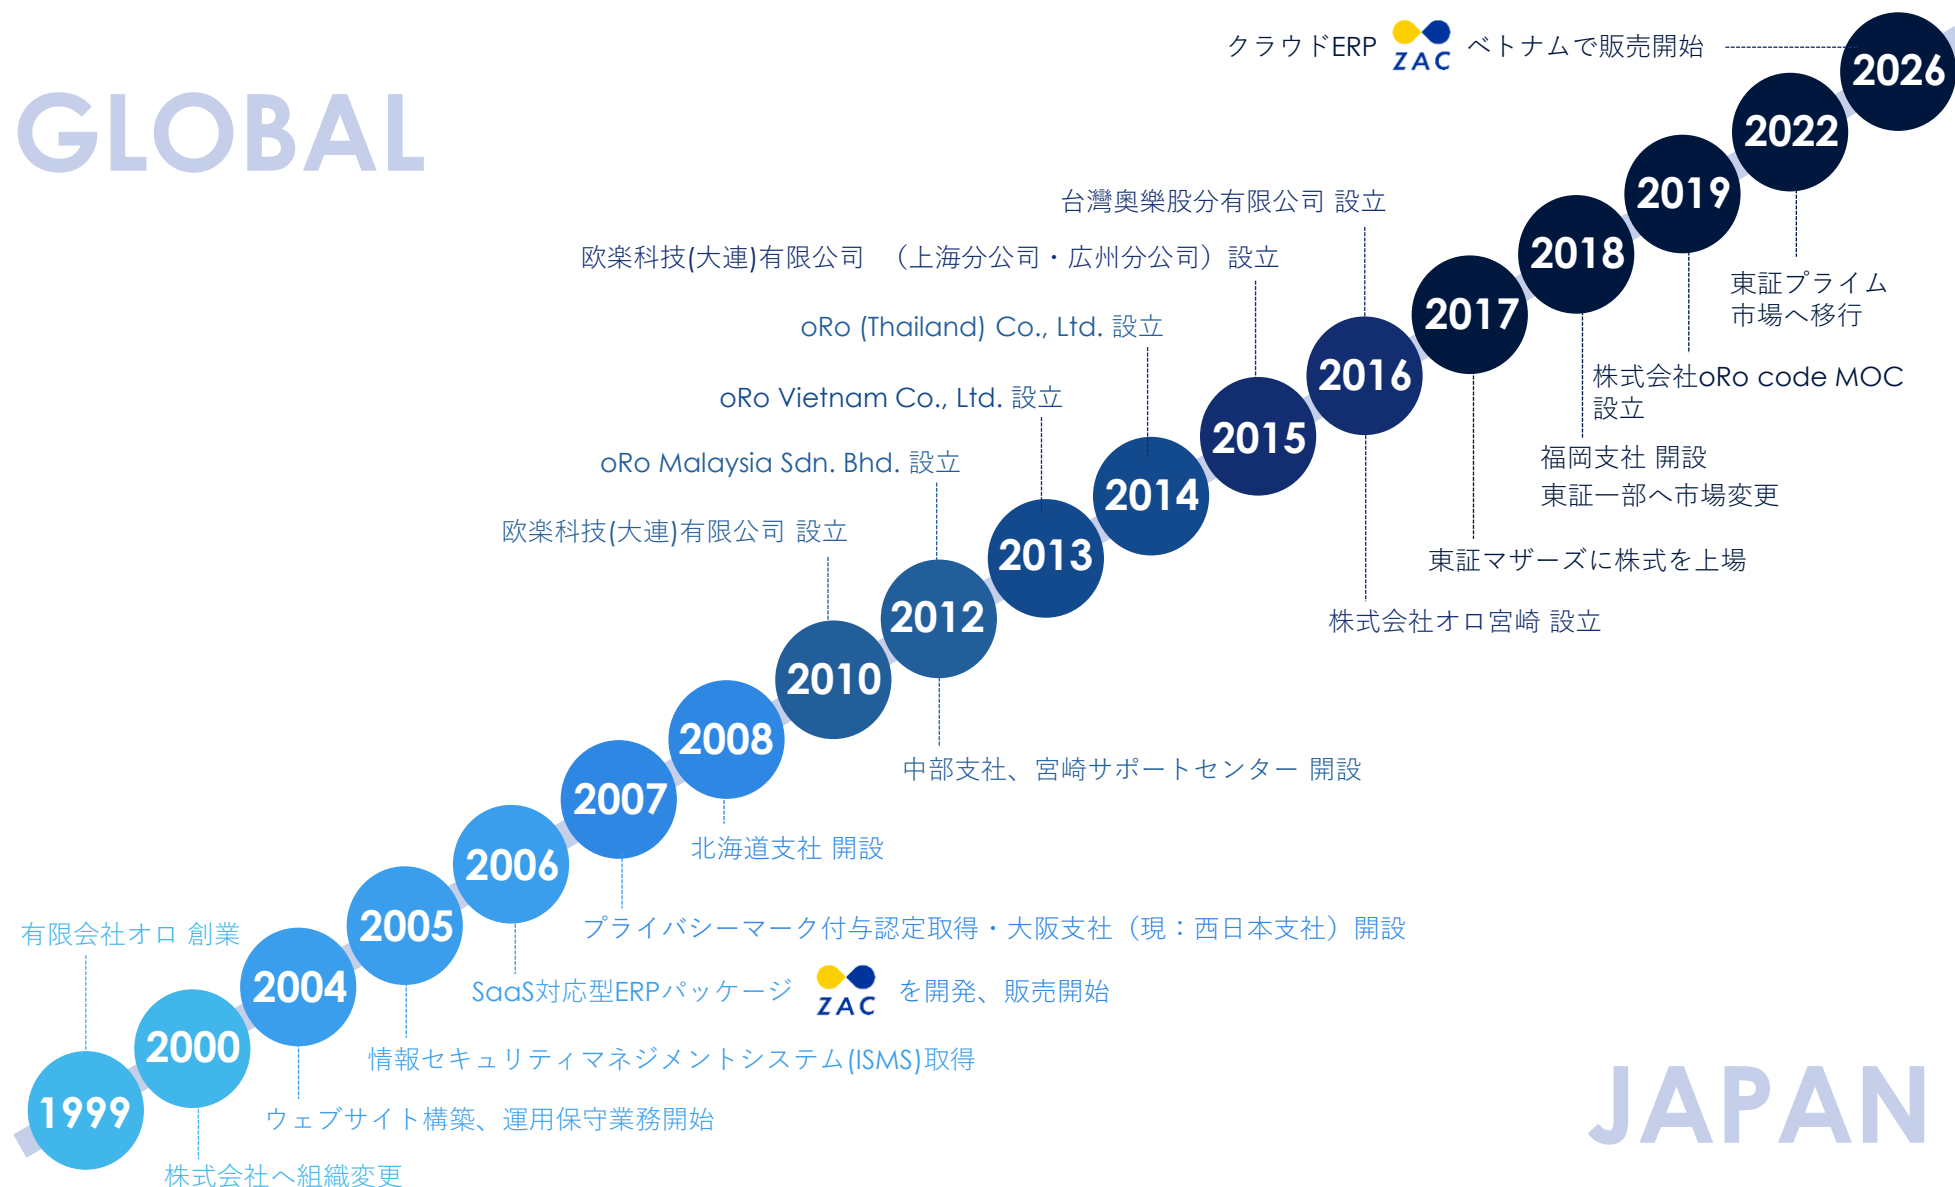 クラウドERP ZAC ベトナムで販売開始
2026
GLOBAL
2022
2019
台灣奧樂股分有限公司 設立
2018
欧楽科技(大連)有限公司 （上海分公司・広州分公司）設立
東証プライム
市場へ移行
2017
oRo (Thailand) Co., Ltd. 設立
2016
株式会社oRo code MOC
設立
oRo Vietnam Co., Ltd. 設立
2015
福岡支社 開設
東証一部へ市場変更
oRo Malaysia Sdn. Bhd. 設立
2014
欧楽科技(大連)有限公司 設立
2013
東証マザーズに株式を上場
2012
株式会社オロ宮崎 設立
2010
2008
中部支社、宮崎サポートセンター 開設
2007
北海道支社 開設
2006
2005
プライバシーマーク付与認定取得・大阪支社（現：西日本支社）開設
有限会社オロ 創業
2004
SaaS対応型ERPパッケージ ZAC を開発、販売開始
2000
情報セキュリティマネジメントシステム(ISMS)取得
1999
ウェブサイト構築、運用保守業務開始
JAPAN
株式会社へ組織変更